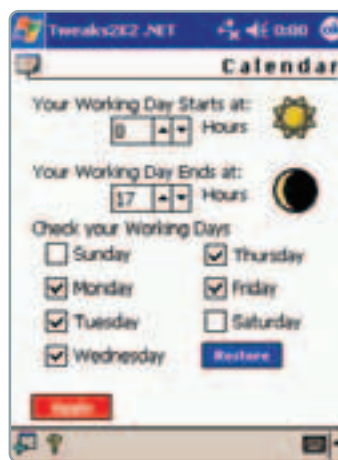 Tweaks2K2 .NET 0:00
Calendar
Your Working Day Starts at:
Hours
Your Working Day Ends at:
17 Hours
Check your Working Days
Sunday Thursday
Monday Friday
Tuesday Saturday
Wednesday Restore